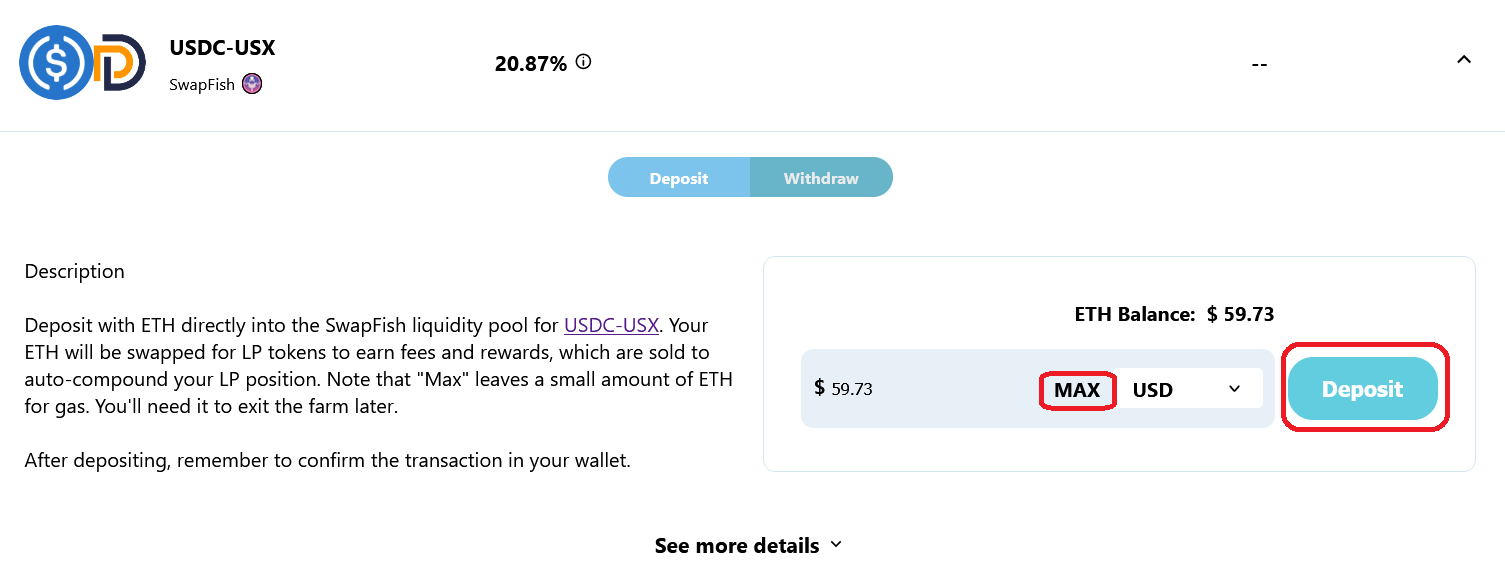 USDC-USX
SwapFish
20.87%
--
Deposit
Withdraw
Description
Deposit with ETH directly into the SwapFish liquidity pool for USDC-USX. Your
ETH will be swapped for LP tokens to earn fees and rewards, which are sold to
auto-compound your LP position. Note that "Max" leaves a small amount of ETH
for gas. You'll need it to exit the farm later.
After depositing, remember to confirm the transaction in your wallet.
ETH Balance: $ 59.73
$ 59.73
MAX
USD
Deposit
See more details